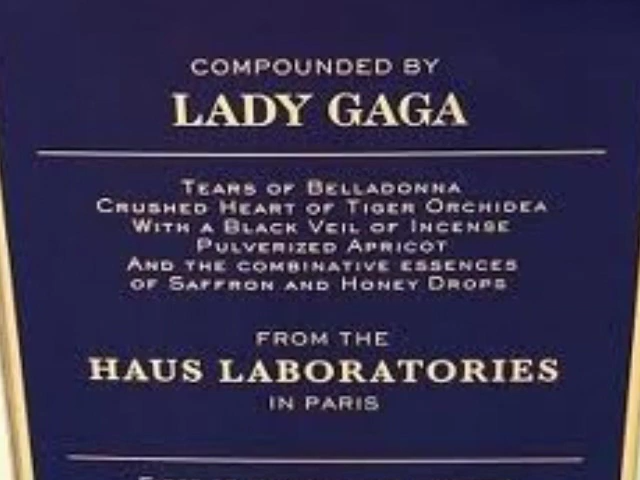 COMPOUNDED BY
LADY GAGA
TEARS OF BELLADONNA
CRUSHED HEART OF TIGER ORCHIDEA
WITH A BLACK VEIL OF INCENSE
PULVERIZED APRICOT
AND THE COMBINATIVE ESSENCES
OF SAFFRON AND HONEY DROPS
FROM THE
HAUS LABORATORIES
IN PARIS